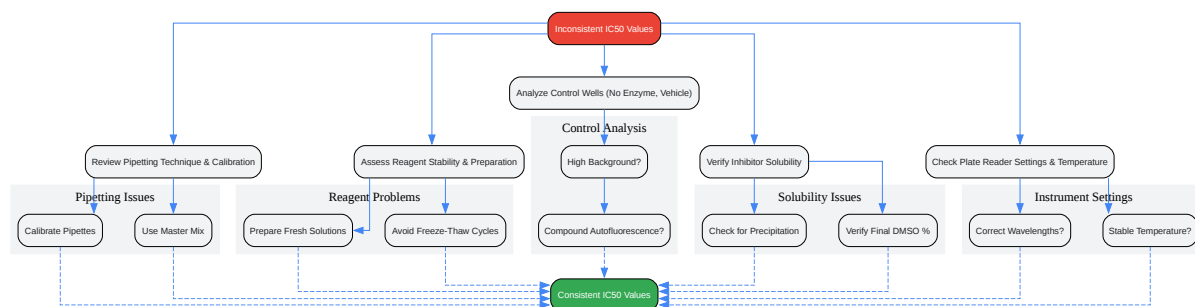 Inconsistent IC50 Values
Analyze Control Wells (No Enzyme, Vehicle)
Control Analysis
Review Pipetting Technique & Calibration
Assess Reagent Stability & Preparation
High Background?
Verify Inhibitor Solubility
Check Plate Reader Settings & Temperature
Pipetting Issues
Reagent Problems
Solubility Issues
Instrument Settings
Calibrate Pipettes
Use Master Mix
Prepare Fresh Solutions
Avoid Freeze-Thaw Cycles
Compound Autofluorescence?
Check for Precipitation
Verify Final DMSO %
Correct Wavelengths?
Stable Temperature?
Consistent IC50 Values